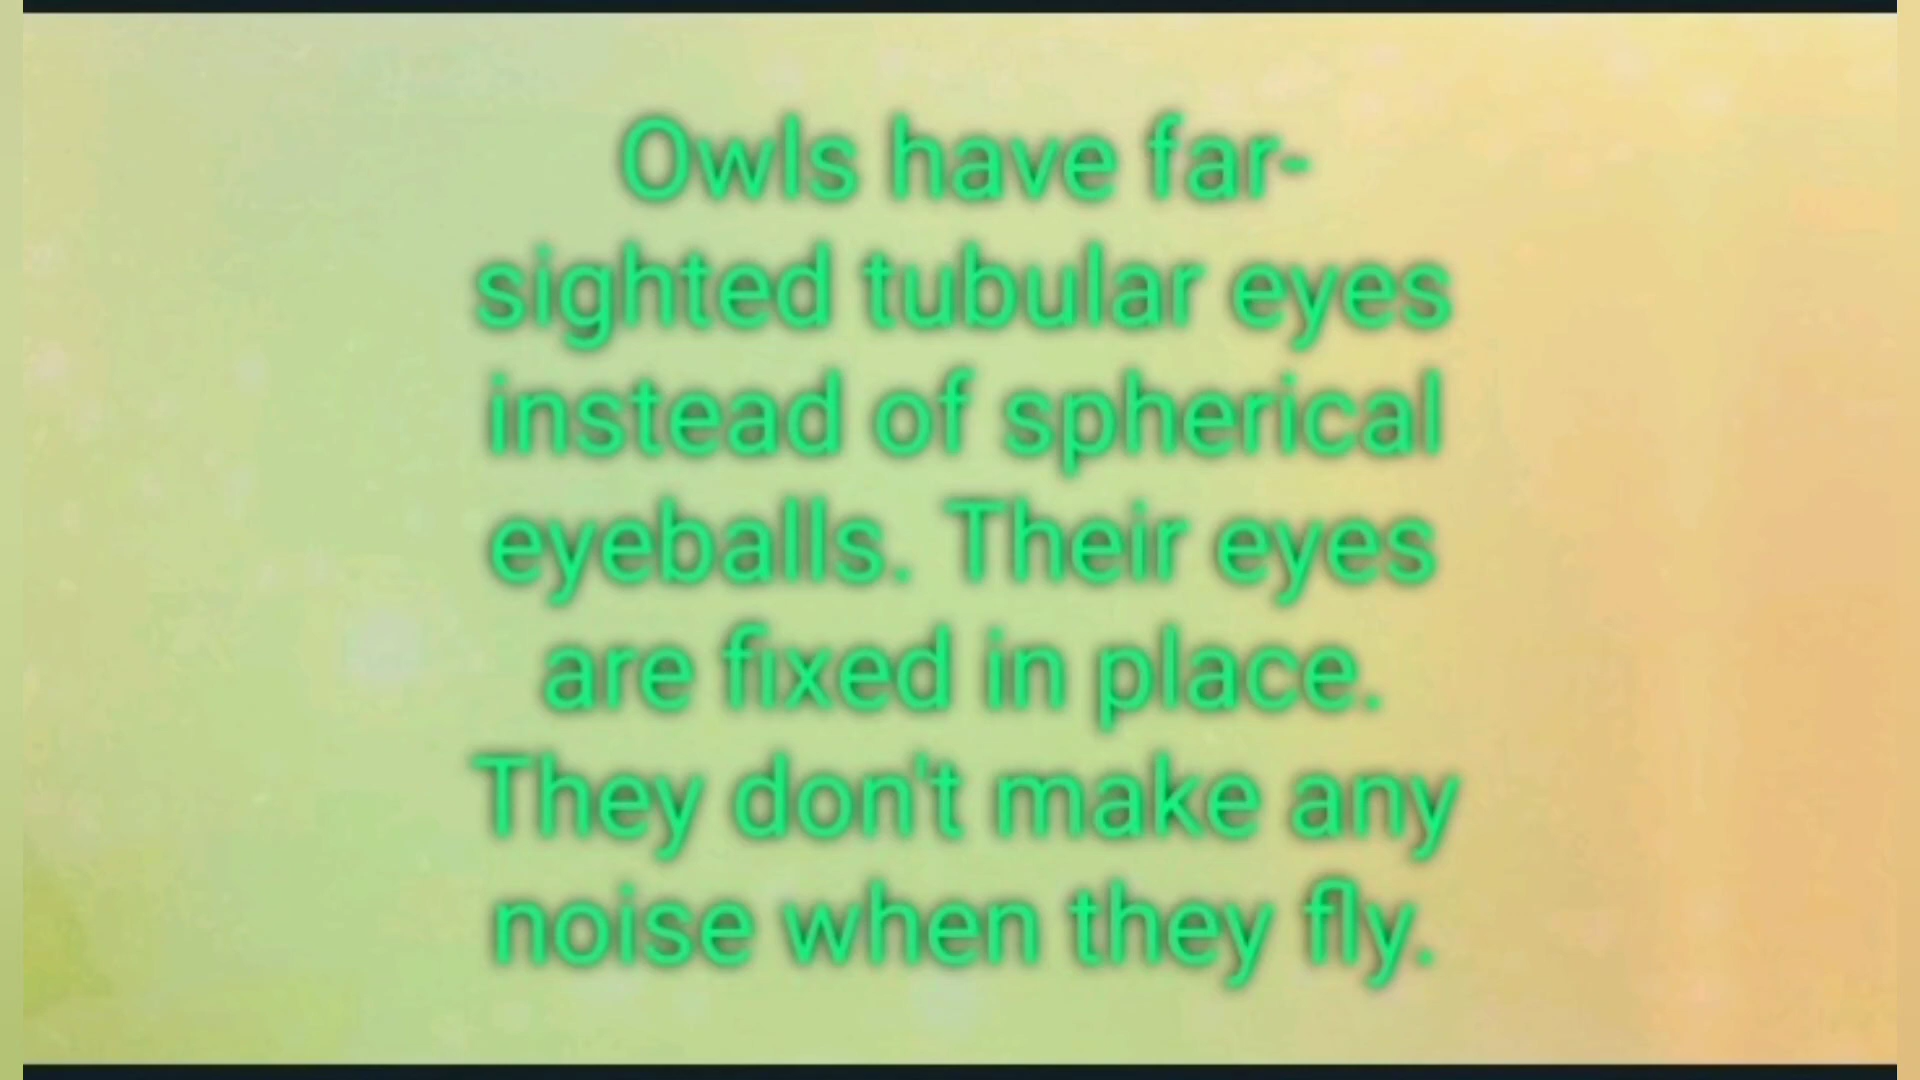 Owls have far-
sighted tubular eyes
instead of spherical
eyeballs. Their eyes
are fixed in place.
They don't make any
noise when they fly.